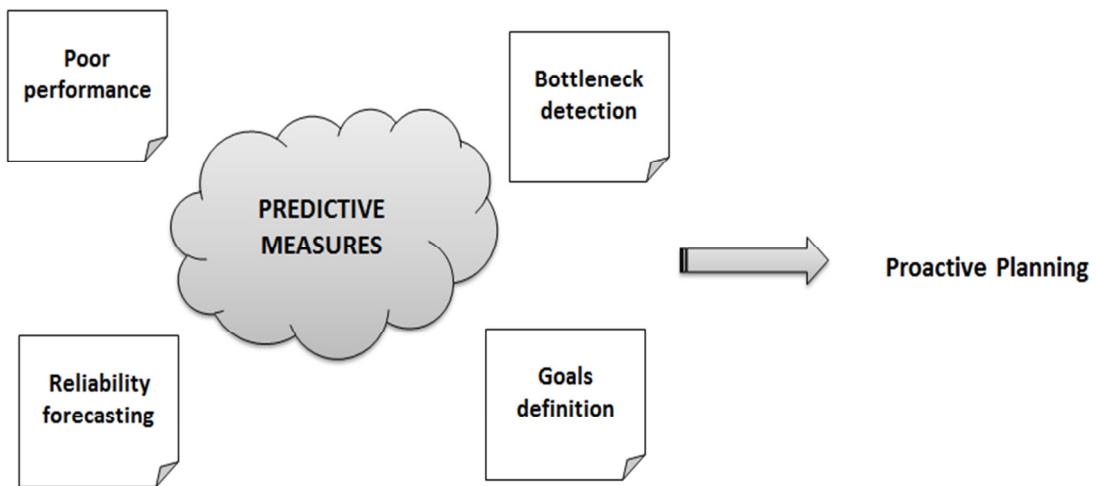 Poor
performance
Bottleneck
detection
PREDICTIVE
MEASURES
Proactive Planning
Reliability
forecasting
Goals
definition